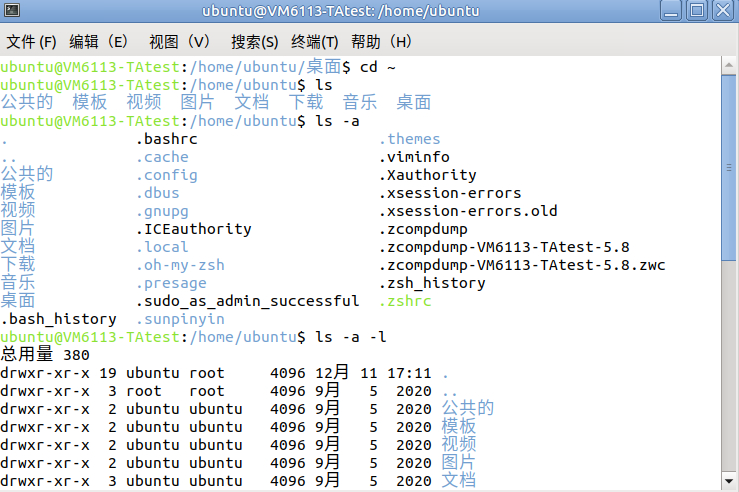 ubuntu@VM6113-TAtest: /home/ubuntu
文件(F) 编辑（E） 视图（V） 搜索(S) 终端(T) 帮助（H）
ubuntu@VM6113-TAtest:/home/ubuntu/桌面$ cd ~
ubuntu@VM6113-TAtest:/home/ubuntu$ ls
公共的 模板 视频 图片 文档 下载 音乐 桌面
ubuntu@VM6113-TAtest:/home/ubuntu$ ls -a
. .bashrc .themes
.. .cache .viminfo
公共的 .config .Xauthority
模板 .dbus .xsession-errors
视频 .gnupg .xsession-errors.old
图片 .ICEauthority .zcompdump
文档 .local .zcompdump-VM6113-TAtest-5.8
下载 .oh-my-zsh .zcompdump-VM6113-TAtest-5.8.zwc
音乐 .presage .zsh_history
桌面 .sudo_as_admin_successful .zshrc
.bash_history .sunpinyin
ubuntu@VM6113-TAtest:/home/ubuntu$ ls -a -l
总用量 380
drwxr-xr-x 19 ubuntu root 4096 12月 11 17:11 .
drwxr-xr-x 3 root root 4096 9月 5 2020 ..
drwxr-xr-x 2 ubuntu ubuntu 4096 9月 5 2020 公共的
drwxr-xr-x 2 ubuntu ubuntu 4096 9月 5 2020 模板
drwxr-xr-x 2 ubuntu ubuntu 4096 9月 5 2020 视频
drwxr-xr-x 2 ubuntu ubuntu 4096 9月 5 2020 图片
drwxr-xr-x 3 ubuntu ubuntu 4096 9月 5 2020 文档